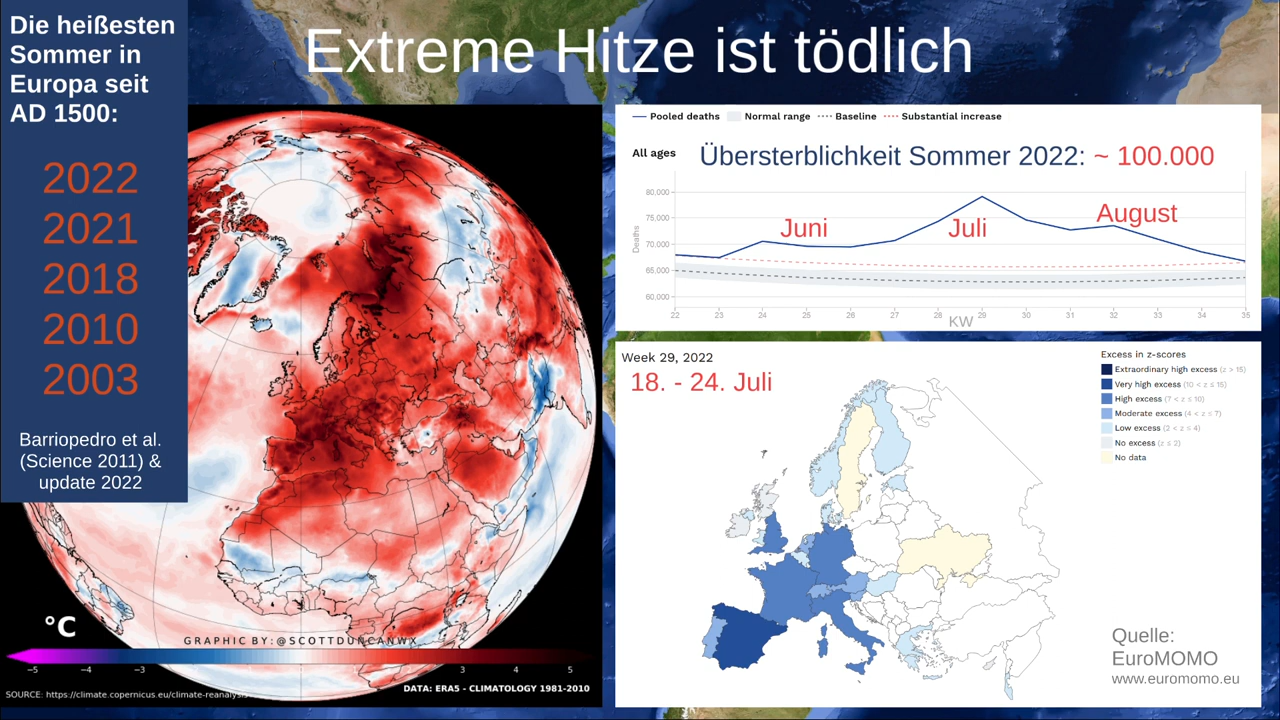 Die heißesten
Sommer in
Europa seit
AD 1500:
2022
2021
2018
2010
2003
Barriopedro et al.
(Science 2011) &
update 2022
Extreme Hitze ist tödlich
°C
GRAPHIC BY: @SCOTTDUNCANWX
−5 −4 −3 3 4 5
SOURCE: https://climate.copernicus.eu/climate-reanalys
DATA: ERA5 - CLIMATOLOGY 1981-2010
Pooled deaths Normal range Baseline Substantial increase
All ages
Übersterblichkeit Sommer 2022: ~ 100.000
80,000
75,000
70,000
65,000
60,000
Deaths
Juni Juli August
22 23 24 25 26 27 28 29 30 31 32 33 34 35
KW
Week 29, 2022
18. - 24. Juli
Excess in z-scores
Extraordinary high excess (z > 15)
Very high excess (10 < z ≤ 15)
High excess (7 < z ≤ 10)
Moderate excess (4 < z ≤ 7)
Low excess (2 < z ≤ 4)
No excess (z ≤ 2)
No data
Quelle:
EuroMOMO
www.euromomo.eu